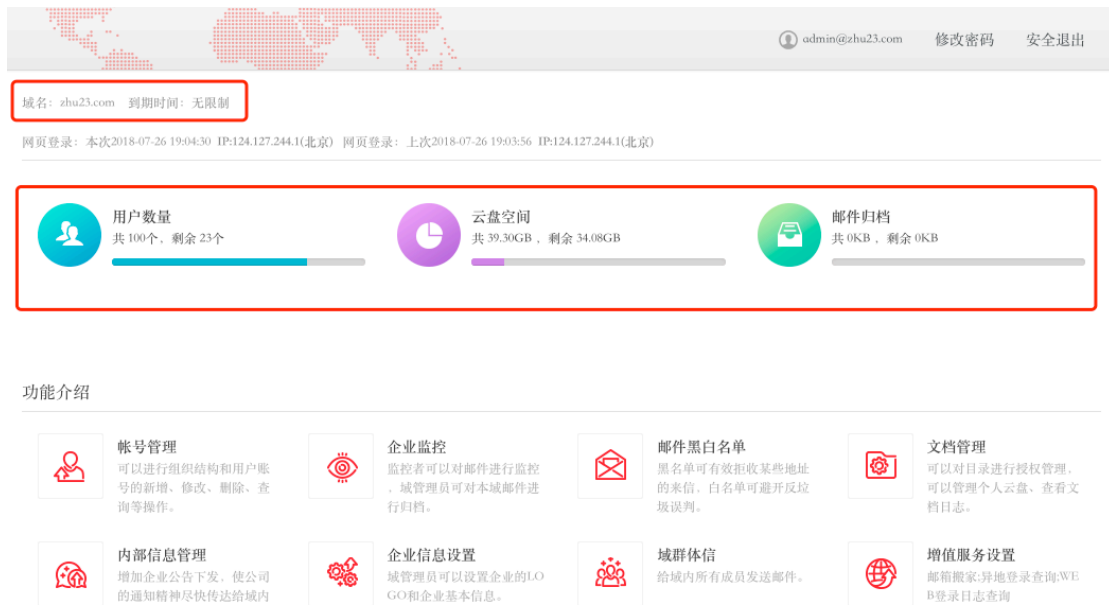 admin@zhu23.com 修改密码 安全退出
域名：zhu23.com 到期时间：无限制
网页登录：本次2018-07-26 19:04:30 IP:124.127.244.1(北京) 网页登录：上次2018-07-26 19:03:56 IP:124.127.244.1(北京)
用户数量
共 100个，剩余 23个
云盘空间
共 39.30GB ，剩余 34.08GB
邮件归档
共 0KB ，剩余 0KB
功能介绍
帐号管理
可以进行组织结构和用户账
号的新增、修改、删除、查
询等操作。
企业监控
监控者可以对邮件进行监控
，域管理员可对本域邮件进
行归档。
邮件黑白名单
黑名单可有效拒收某些地址
的来信，白名单可避开反垃
圾误判。
文档管理
可以对目录进行授权管理，
可以管理个人云盘、查看文
档日志。
内部信息管理
增加企业公告下发，使公司
的通知精神尽快传达给域内
企业信息设置
域管理员可以设置企业的LO
GO和企业基本信息。
域群体信
给域内所有成员发送邮件。
增值服务设置
邮箱搬家;异地登录查询;WE
B登录日志查询